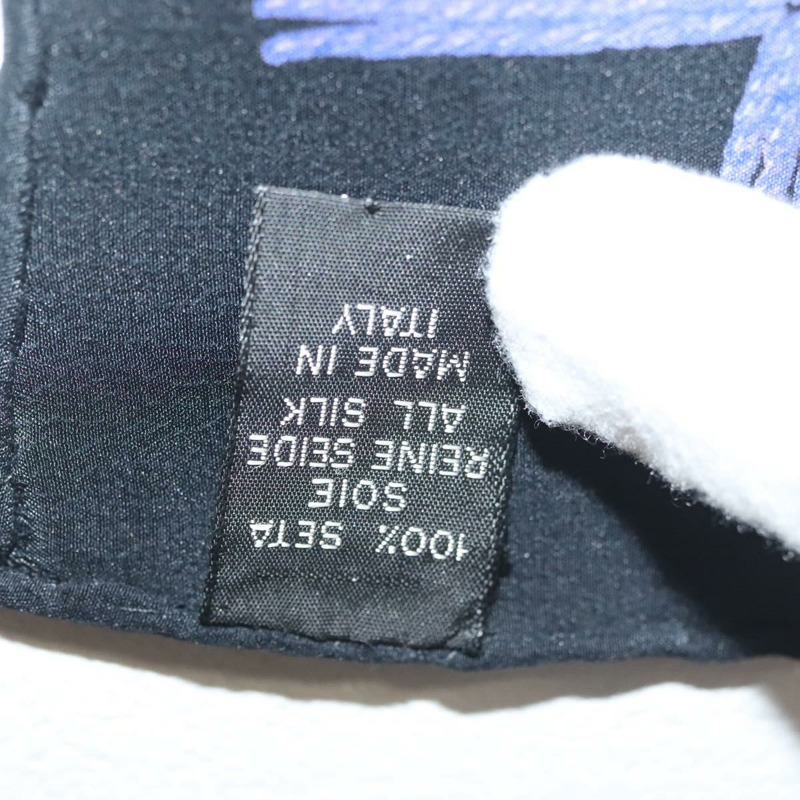 100% SETA
SOIE
REINE SEIDE
ALL SILK
MADE IN
ITALY